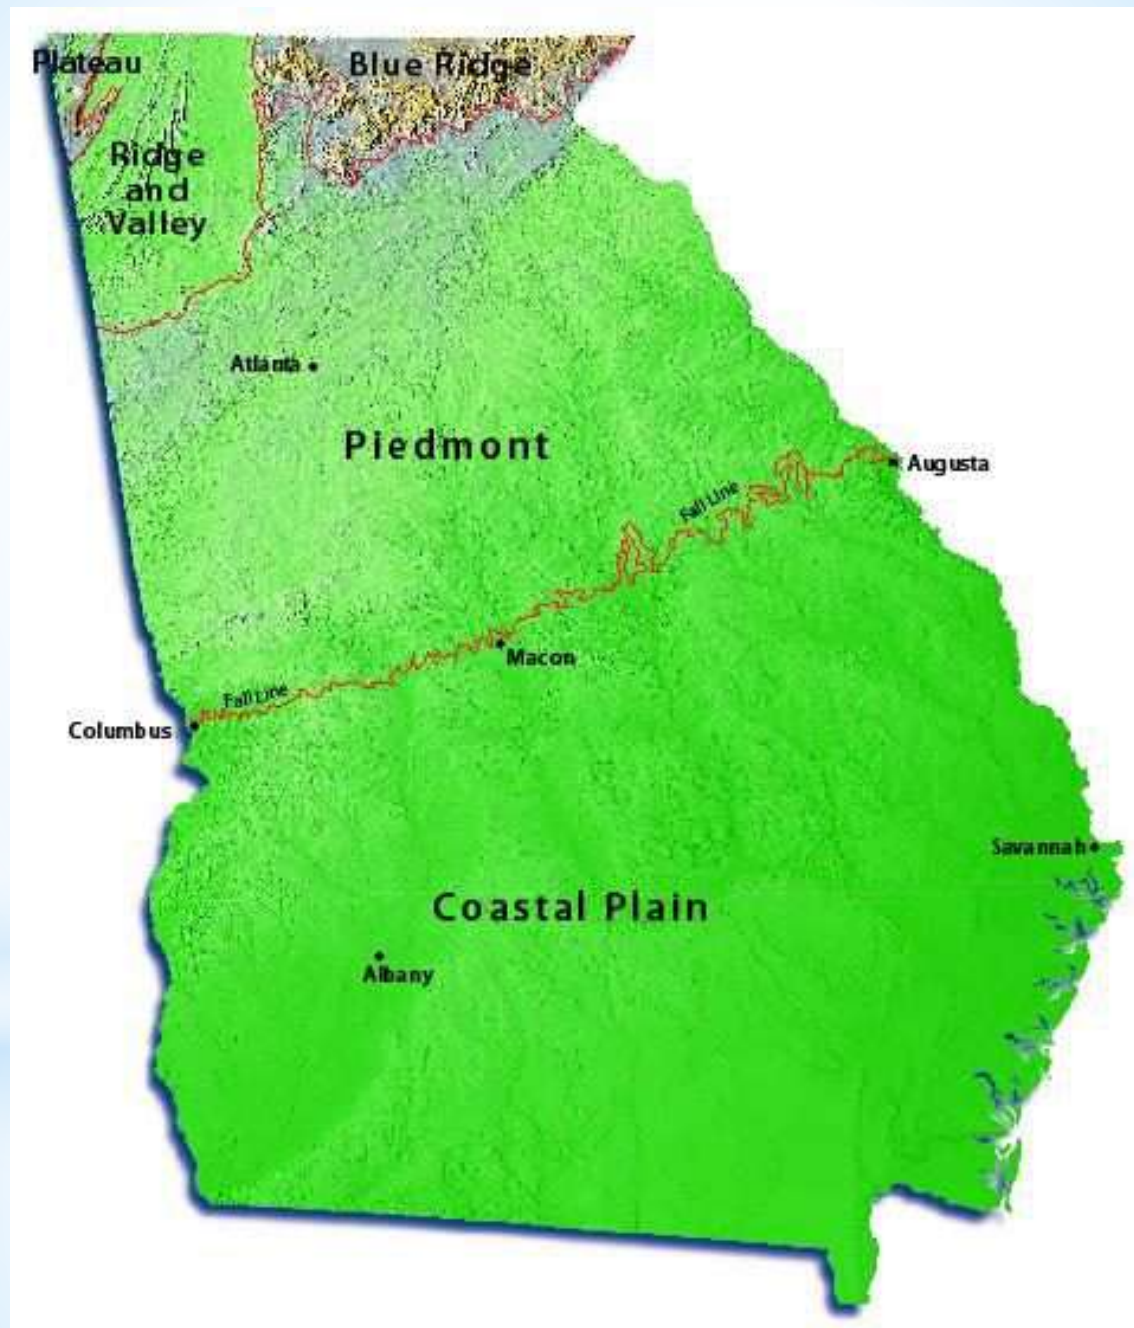 Plateau
Blue Ridge
Ridge
and
Valley
Atlanta
Piedmont
Augusta
Fall Line
Macon
Fall Line
Columbus
Savannah
Coastal Plain
Albany